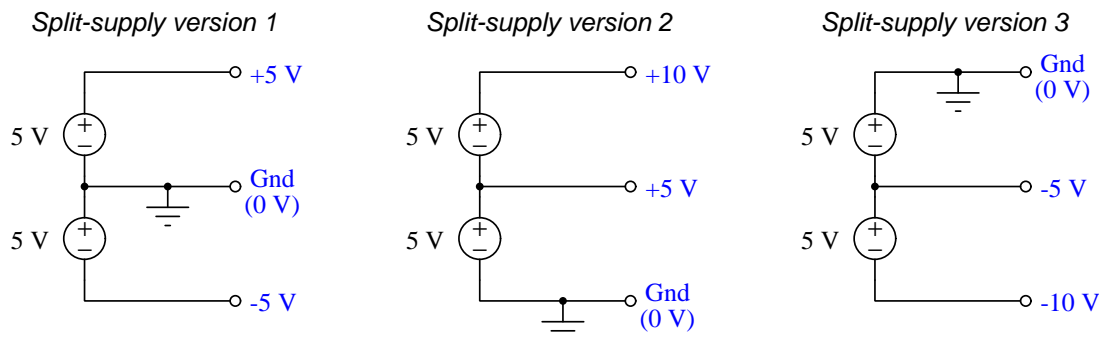 Split-supply version 1
Split-supply version 2
Split-supply version 3
+5 V
5 V
+
−
Gnd
(0 V)
5 V
+
−
-5 V
+10 V
5 V
+
−
+5 V
5 V
+
−
Gnd
(0 V)
Gnd
(0 V)
5 V
+
−
-5 V
5 V
+
−
-10 V